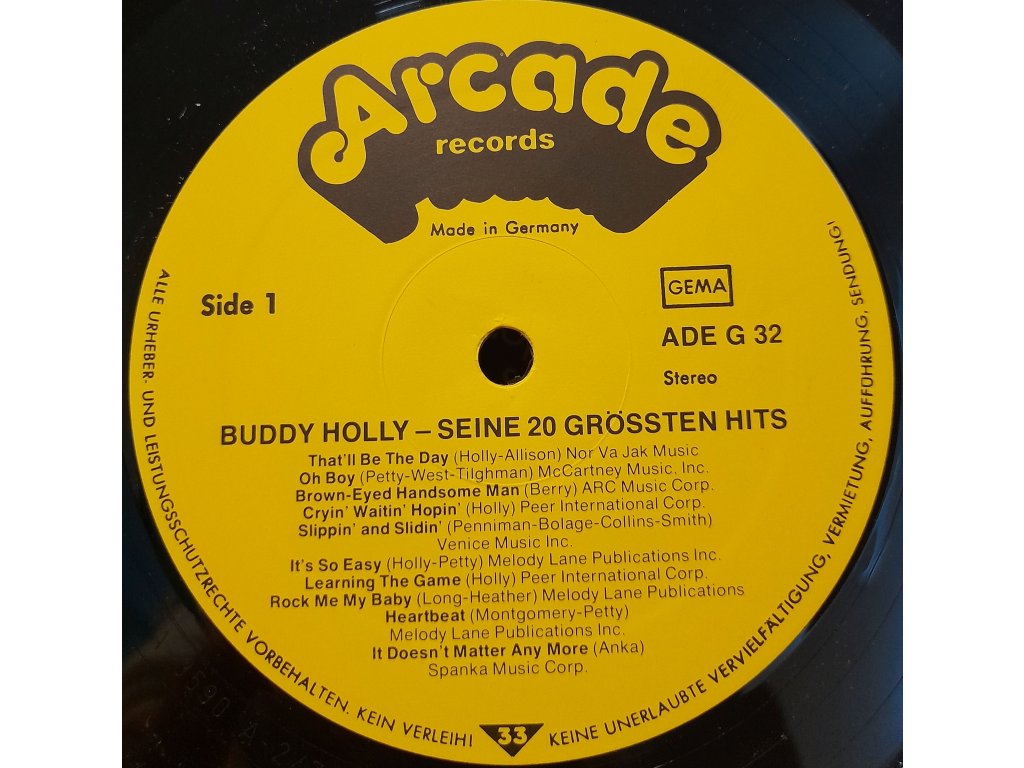 Arcade
records
Made in Germany
GEMA
Side 1
ADE G 32
Stereo
BUDDY HOLLY – SEINE 20 GRÖSSTEN HITS
That'll Be The Day (Holly-Allison) Nor Va Jak Music
Oh Boy (Petty-West-Tilghman) McCartney Music. Inc.
Brown-Eyed Handsome Man (Berry) ARC Music Corp.
Cryin' Waitin' Hopin' (Holly) Peer International Corp.
Slippin' and Slidin' (Penniman-Bolage-Collins-Smith)
Venice Music Inc.
It's So Easy (Holly-Petty) Melody Lane Publications Inc.
Learning The Game (Holly) Peer International Corp.
Rock Me My Baby (Long-Heather) Melody Lane Publications
Heartbeat (Montgomery-Petty)
Melody Lane Publications Inc.
It Doesn't Matter Any More (Anka)
Spanka Music Corp.
ALLE URHEBER- UND LEISTUNGSSCHUTZRECHTE VORBEHALTEN. KEIN VERLEIH!
33
KEINE UNERLAUBTE VERVIELFÄLTIGUNG, VERMIETUNG, AUFFÜHRUNG, SENDUNG!